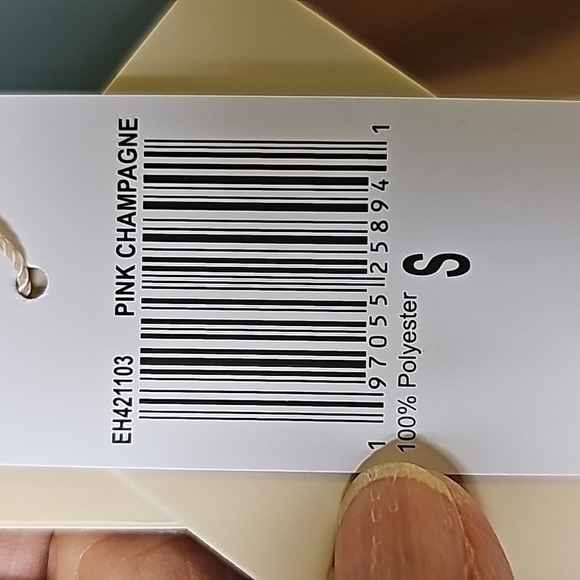 EH421103 PINK CHAMPAGNE
1 97055 25894 1
100% Polyester
S